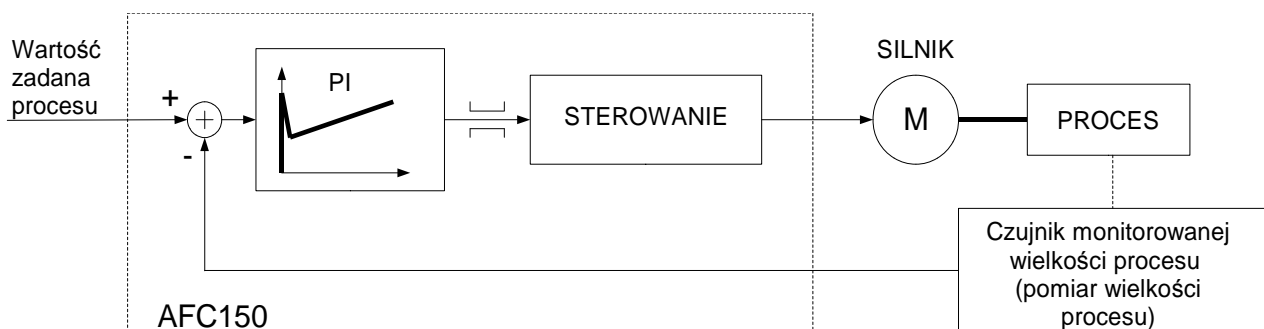 Wartość
zadana
procesu
+
-
PI
STEROWANIE
SILNIK
M
PROCES
Czujnik monitorowanej
wielkości procesu
(pomiar wielkości
procesu)
AFC150